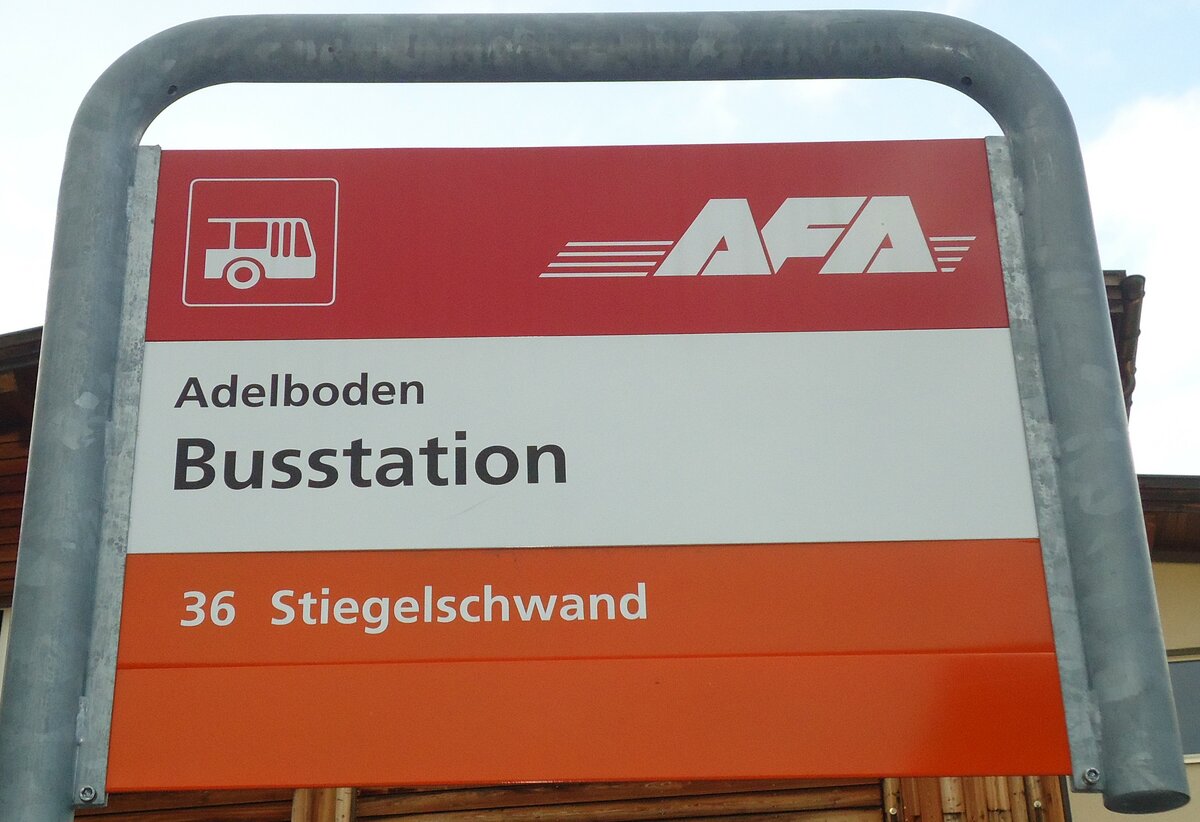 AFA
Adelboden
Busstation
36 Stiegelschwand